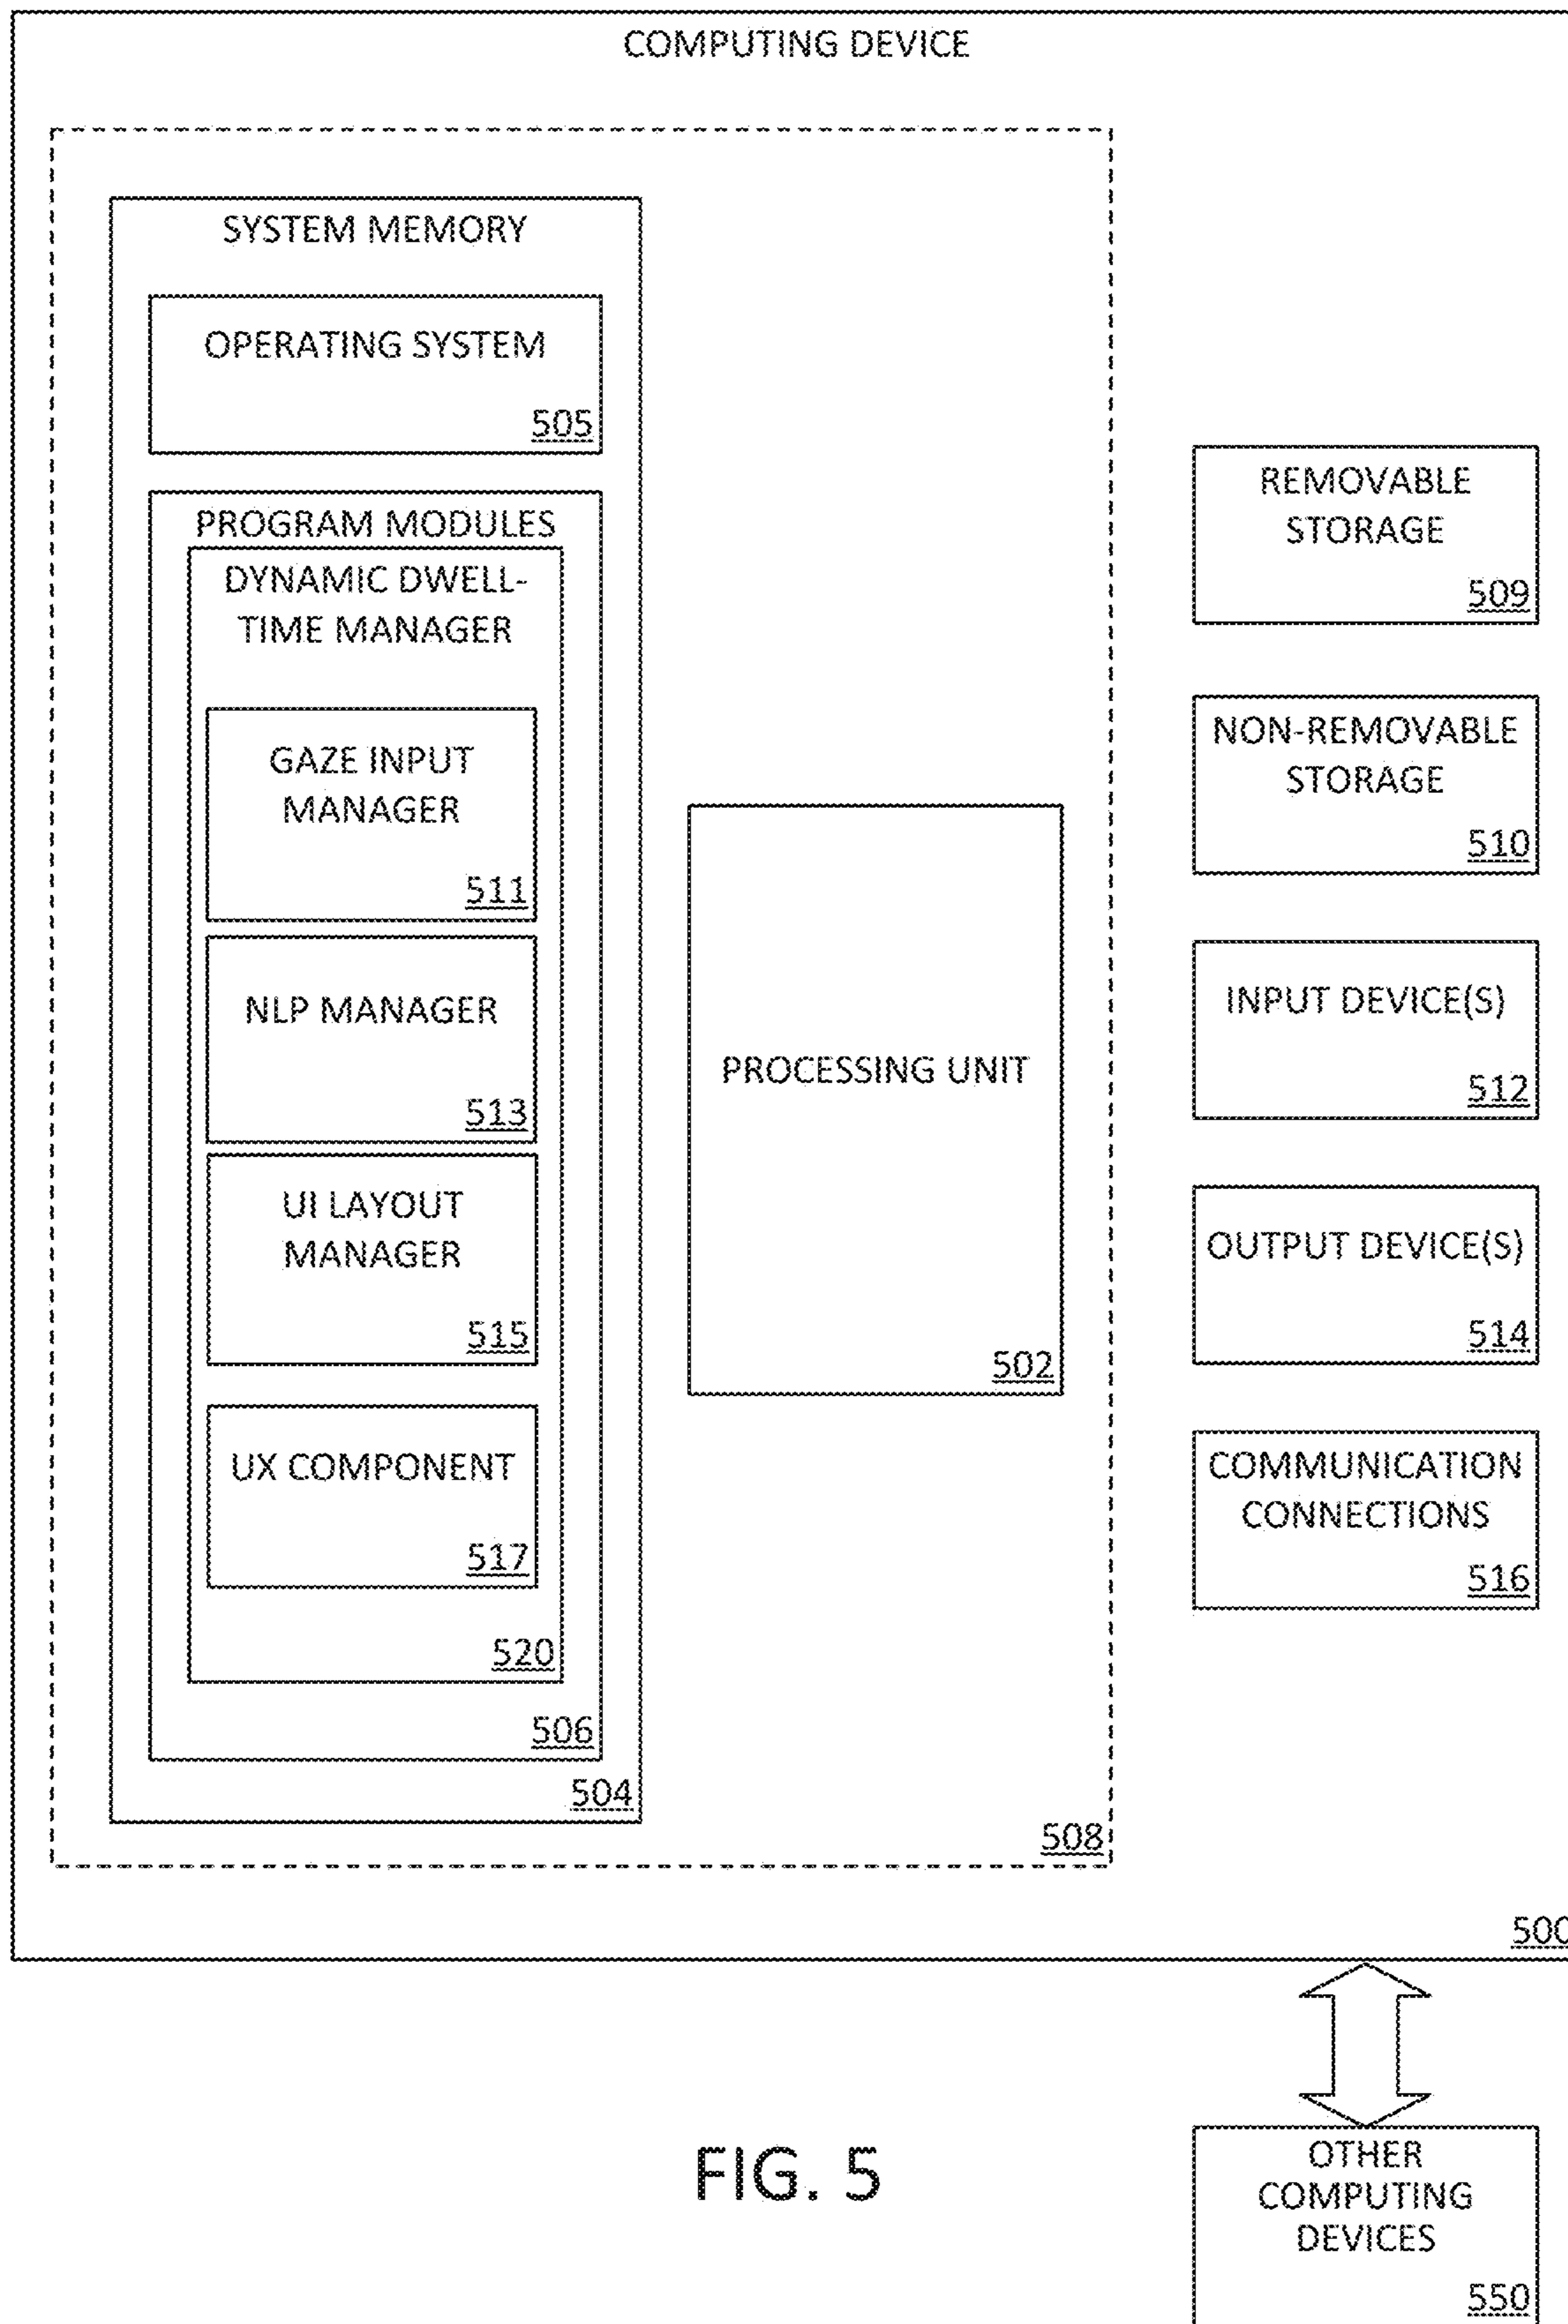 COMPUTING DEVICE
SYSTEM MEMORY
OPERATING SYSTEM
505
PROGRAM MODULES
DYNAMIC DWELL-
TIME MANAGER
GAZE INPUT
MANAGER
511
NLP MANAGER
513
UI LAYOUT
MANAGER
515
UX COMPONENT
517
520
506
504
PROCESSING UNIT
502
508
REMOVABLE
STORAGE
509
NON-REMOVABLE
STORAGE
510
INPUT DEVICE(S)
512
OUTPUT DEVICE(S)
514
COMMUNICATION
CONNECTIONS
516
500
OTHER
COMPUTING
DEVICES
550
FIG. 5